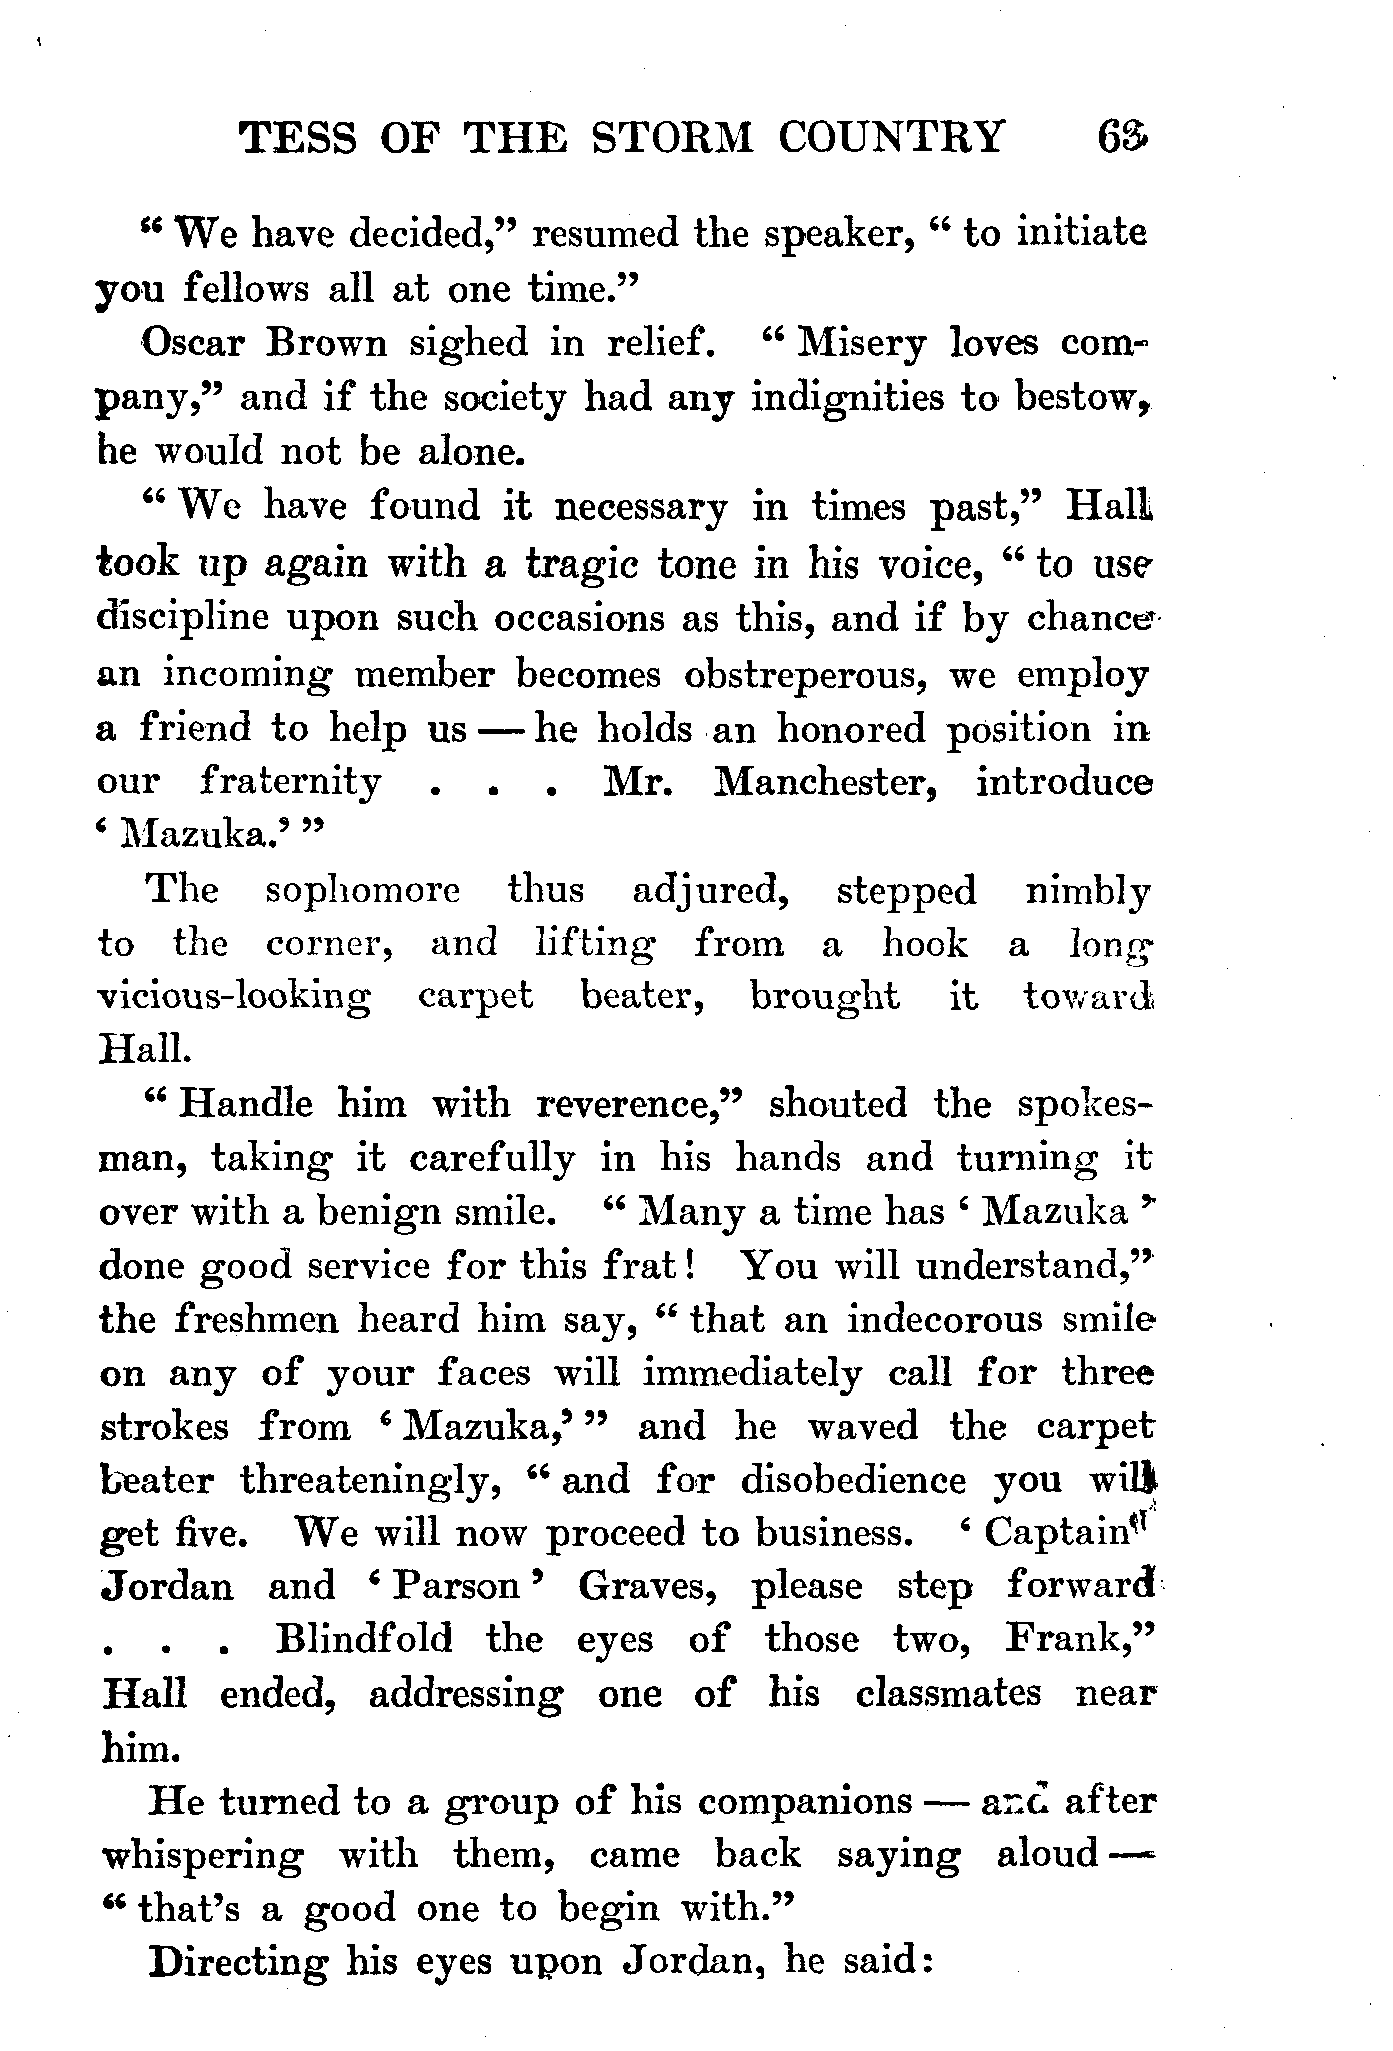 TESS OF THE STORM COUNTRY 63
“ We have decided,” resumed the speaker, “ to initiate
you fellows all at one time.”
Oscar Brown sighed in relief. “ Misery loves com-
pany,” and if the society had any indignities to bestow,
he would not be alone.
“ We have found it necessary in times past,” Hall
took up again with a tragic tone in his voice, “ to use
discipline upon such occasions as this, and if by chance
an incoming member becomes obstreperous, we employ
a friend to help us — he holds an honored position in
our fraternity . . . Mr. Manchester, introduce
‘ Mazuka.’ ”
The sophomore thus adjured, stepped nimbly
to the corner, and lifting from a hook a long
vicious-looking carpet beater, brought it toward
Hall.
“ Handle him with reverence,” shouted the spokes-
man, taking it carefully in his hands and turning it
over with a benign smile. “ Many a time has ‘ Mazuka ’
done good service for this frat! You will understand,”
the freshmen heard him say, “ that an indecorous smile
on any of your faces will immediately call for three
strokes from ‘ Mazuka,’ ” and he waved the carpet
beater threateningly, “ and for disobedience you will
get five. We will now proceed to business. ‘ Captain’
Jordan and ‘ Parson ’ Graves, please step forward
. . . Blindfold the eyes of those two, Frank,”
Hall ended, addressing one of his classmates near
him.
He turned to a group of his companions — and after
whispering with them, came back saying aloud —
“ that’s a good one to begin with.”
Directing his eyes upon Jordan, he said: